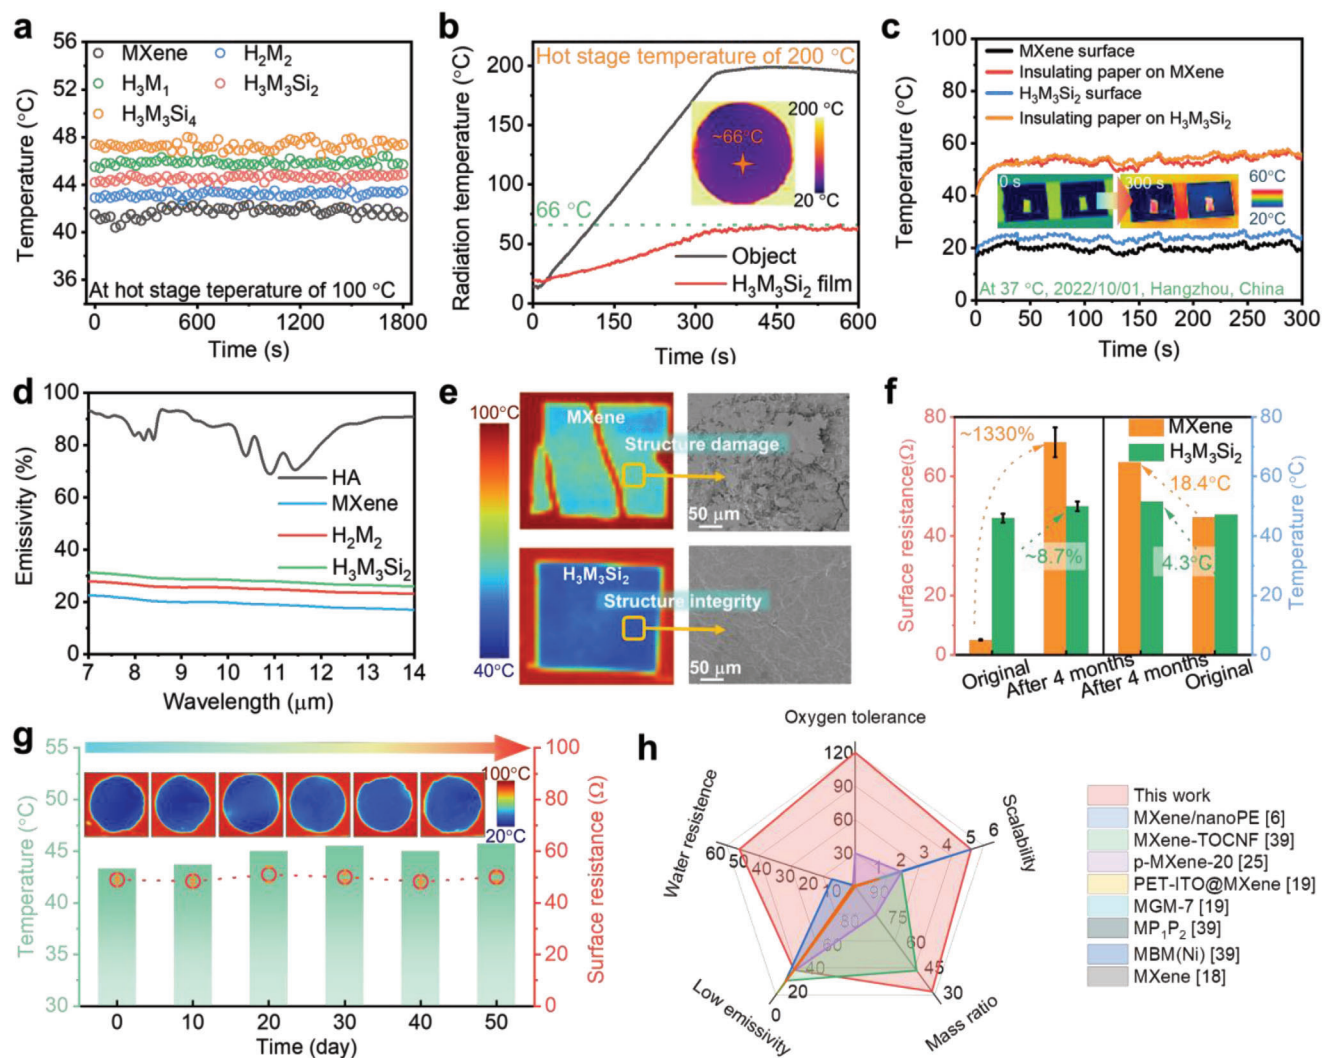 a
56
52
48
44
40
36
Temperature (°C)
MXene
H2M2
H3M1
H3M3Si2
H3M3Si4
At hot stage teperature of 100 °C
0
600
1200
1800
Time (s)
b
200
150
100
50
0
Radiation temperature (°C)
Hot stage temperature of 200 °C
200 °C
~66°C
20 °C
66 °C
Object
H3M3Si2 film
0
150
300
450
600
Time (s)
c
100
80
60
40
20
0
Temperature (°C)
MXene surface
Insulating paper on MXene
H3M3Si2 surface
Insulating paper on H3M3Si2
0 s
300 s
60°C
20°C
At 37 °C, 2022/10/01, Hangzhou, China
0
50
100
150
200
250
300
Time (s)
d
100
80
60
40
20
0
Emissivity (%)
HA
MXene
H2M2
H3M3Si2
7
8
9
10
11
12
13
14
Wavelength (μm)
e
100°C
40°C
MXene
Structure damage
50 μm
H3M3Si2
Structure integrity
50 μm
f
80
60
40
20
0
Surface resistance(Ω)
MXene
H3M3Si2
~1330%
18.4°C
~8.7%
4.3°C
80
60
40
20
0
Temperature (°C)
Original
After 4 months
After 4 months
Original
g
55
50
45
40
35
30
Temperature (°C)
100°C
20°C
100
80
60
40
20
0
Surface resistance (Ω)
0
10
20
30
40
50
Time (day)
h
Oxygen tolerance
120
90
60
30
Scalability
1
2
3
4
5
6
Mass ratio
90
75
60
45
30
Low emissivity
80
60
40
20
0
Water resistence
60
50
40
30
20
10
This work
MXene/nanoPE [6]
MXene-TOCNF [39]
p-MXene-20 [25]
PET-ITO@MXene [19]
MGM-7 [19]
MP1P2 [39]
MBM(Ni) [39]
MXene [18]